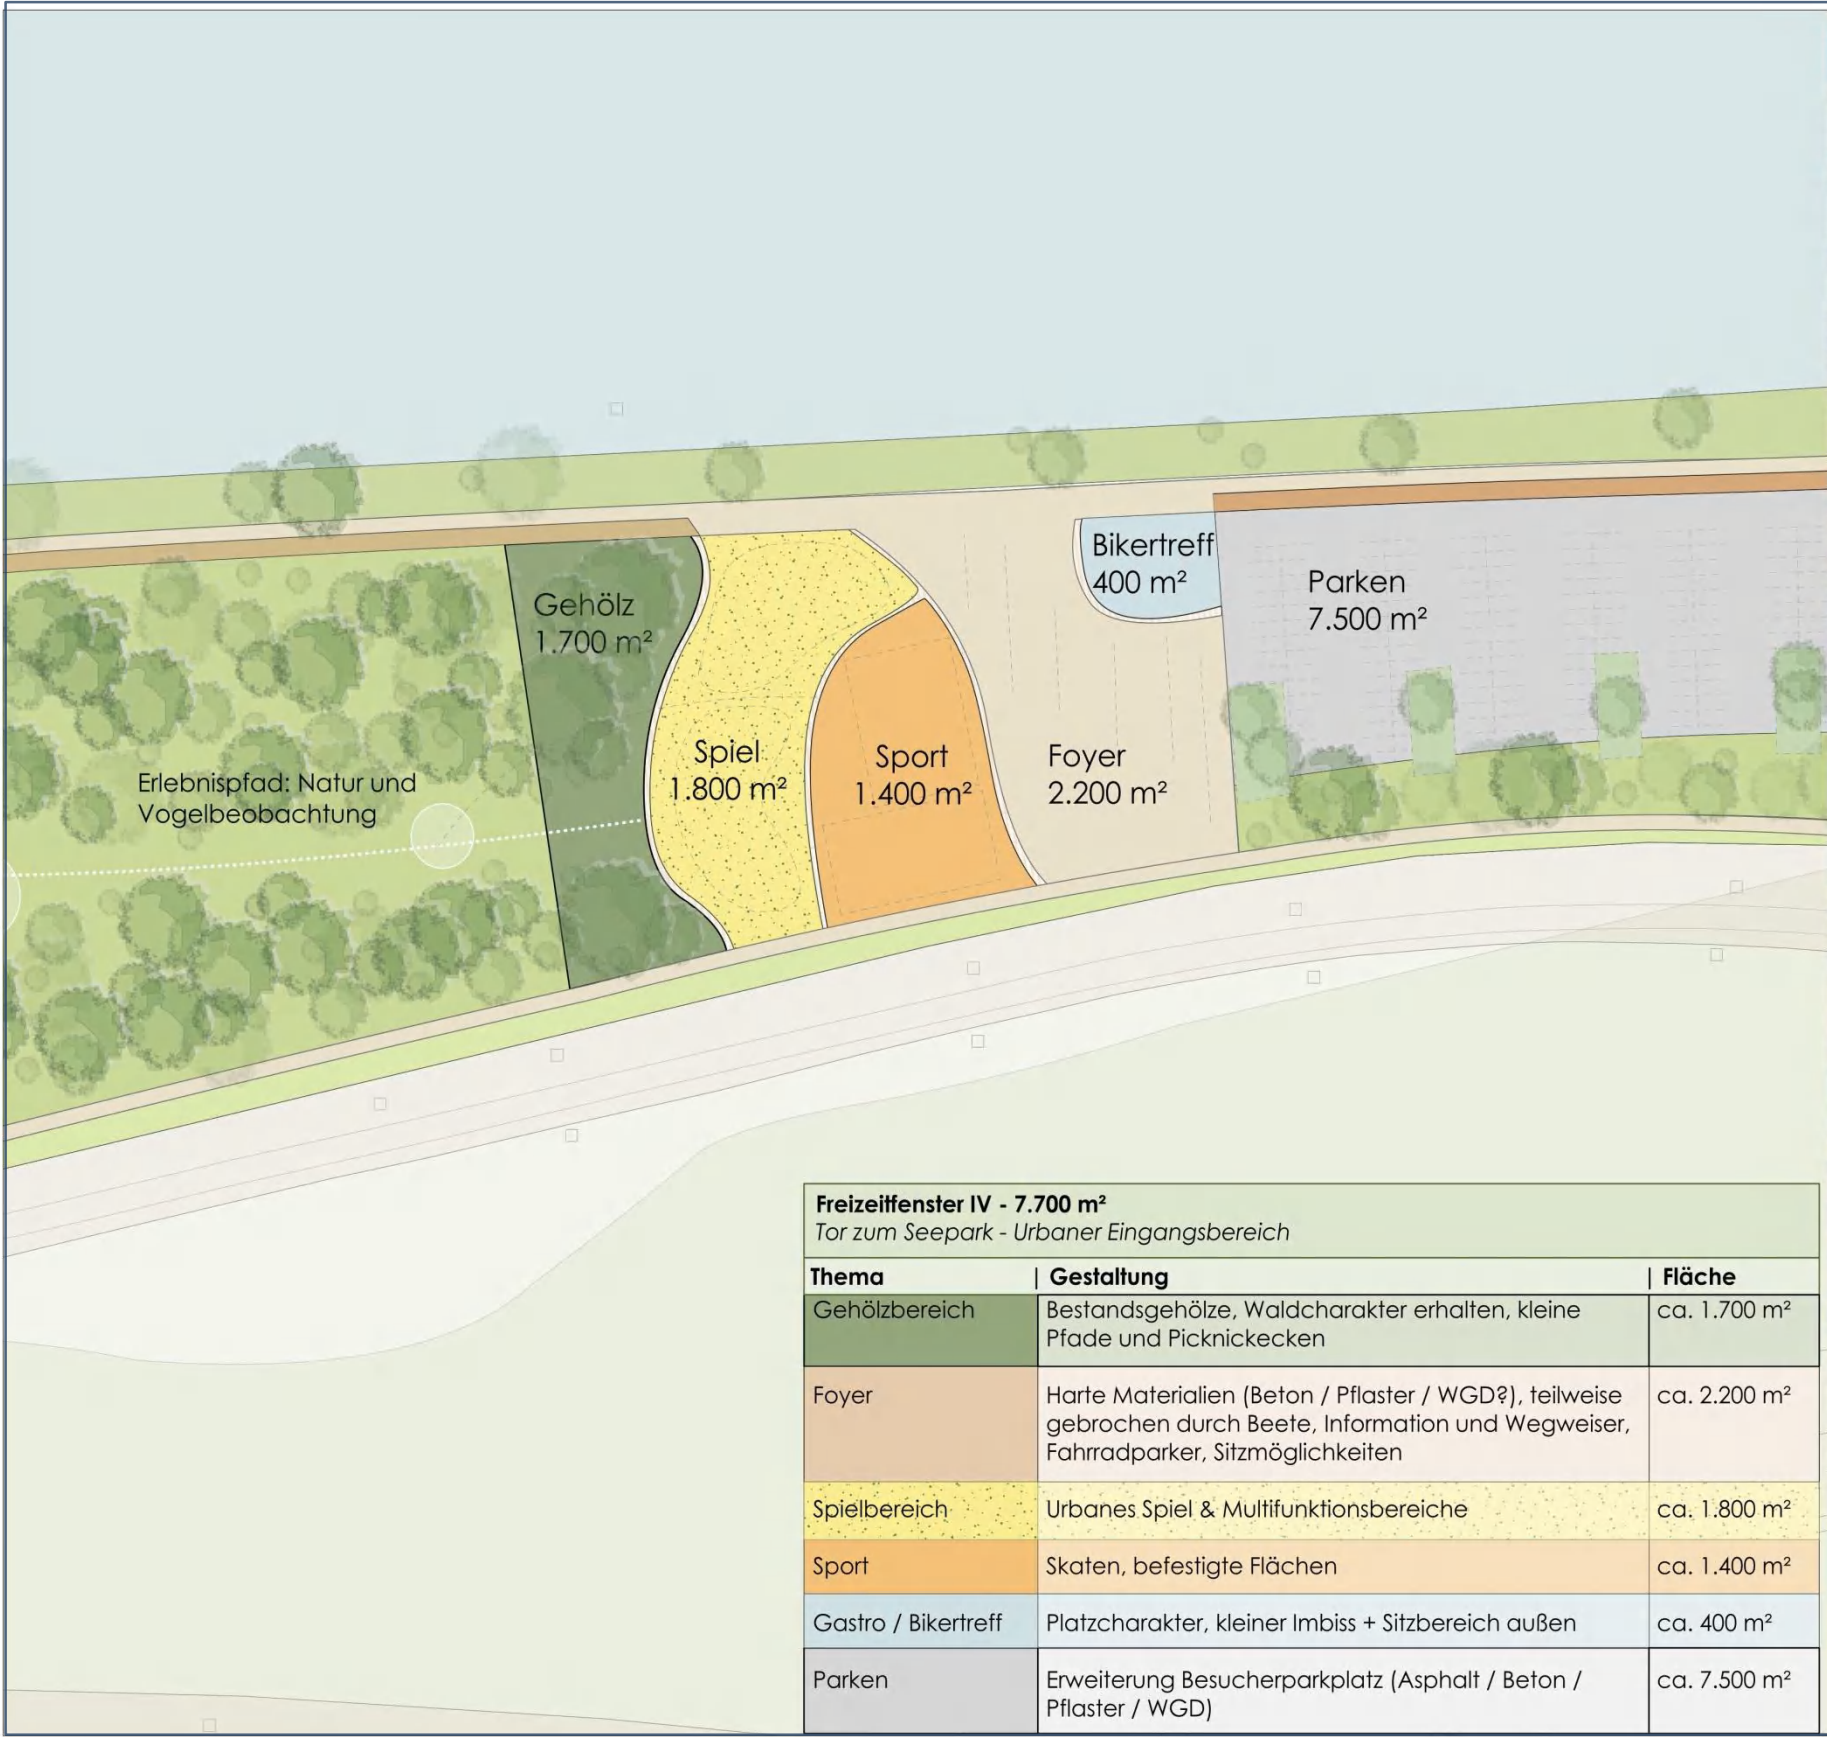 Gehölz
1.700 m²
Bikertreff
400 m²
Parken
7.500 m²
Spiel
1.800 m²
Sport
1.400 m²
Foyer
2.200 m²
Erlebnispfad: Natur und
Vogelbeobachtung
Freizeitfenster IV - 7.700 m²
Tor zum Seepark - Urbaner Eingangsbereich
Thema | Gestaltung | Fläche
Gehölzbereich Bestandsgehölze, Waldcharakter erhalten, kleine ca. 1.700 m²
Pfade und Picknickecken
Foyer Harte Materialien (Beton / Pflaster / WGD?), teilweise ca. 2.200 m²
gebrochen durch Beete, Information und Wegweiser,
Fahrradparker, Sitzmöglichkeiten
Spielbereich Urbanes Spiel & Multifunktionsbereiche ca. 1.800 m²
Sport Skaten, befestigte Flächen ca. 1.400 m²
Gastro / Bikertreff Platzcharakter, kleiner Imbiss + Sitzbereich außen ca. 400 m²
Parken Erweiterung Besucherparkplatz (Asphalt / Beton / ca. 7.500 m²
Pflaster / WGD)